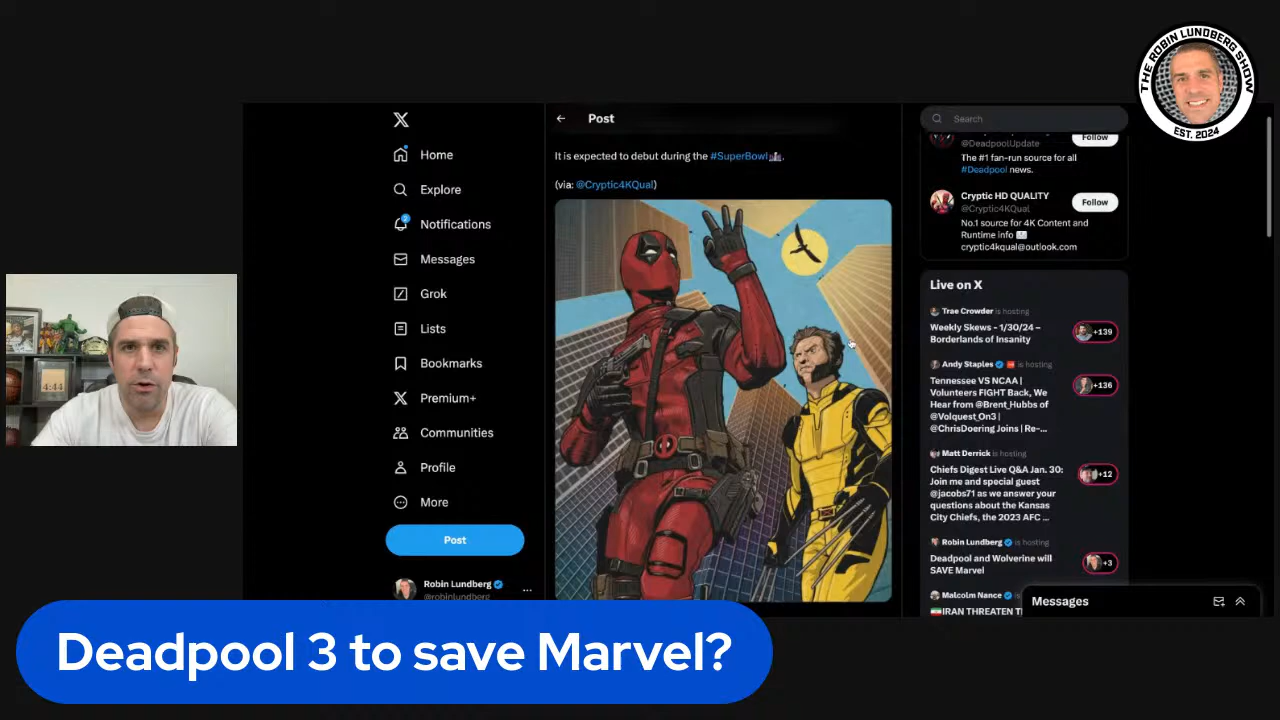 THE ROBIN LUNDBERG SHOW
EST. 2024
Home
Explore
Notifications
Messages
Grok
Lists
Bookmarks
Premium+
Communities
Profile
More
Post
Robin Lundberg
@robinlundberg
Post
It is expected to debut during the #SuperBowl
(via: @Cryptic4KQual)
Search
@DeadpoolUpdate
Follow
The #1 fan-run source for all
#Deadpool news.
Cryptic HD QUALITY
@Cryptic4KQual
Follow
No.1 source for 4K Content and
Runtime info
cryptic4kqual@outlook.com
Live on X
Trae Crowder is hosting
Weekly Skews - 1/30/24 –
Borderlands of Insanity
+139
Andy Staples is hosting
Tennessee VS NCAA |
Volunteers FIGHT Back, We
Hear from @Brent_Hubbs of
@Volquest_On3 |
@ChrisDoering Joins | Re-...
+136
Matt Derrick is hosting
Chiefs Digest Live Q&A Jan. 30:
Join me and special guest
@jacobs71 as we answer your
questions about the Kansas
City Chiefs, the 2023 AFC ...
+12
Robin Lundberg is hosting
Deadpool and Wolverine will
SAVE Marvel
+3
Malcolm Nance is
IRAN THREATEN
Messages
4:44
Deadpool 3 to save Marvel?